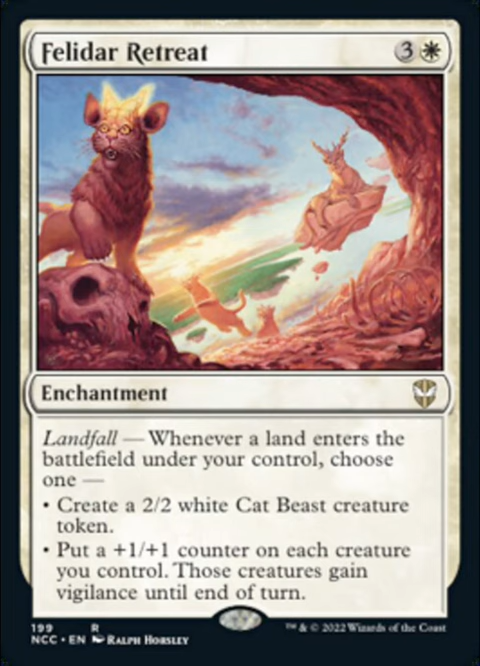 Felidar Retreat 3
Enchantment
Landfall — Whenever a land enters the
battlefield under your control, choose
one —
• Create a 2/2 white Cat Beast creature
token.
• Put a +1/+1 counter on each creature
you control. Those creatures gain
vigilance until end of turn.
199 R
NCC • EN Ralph Horsley
™ & © 2022 Wizards of the Coast